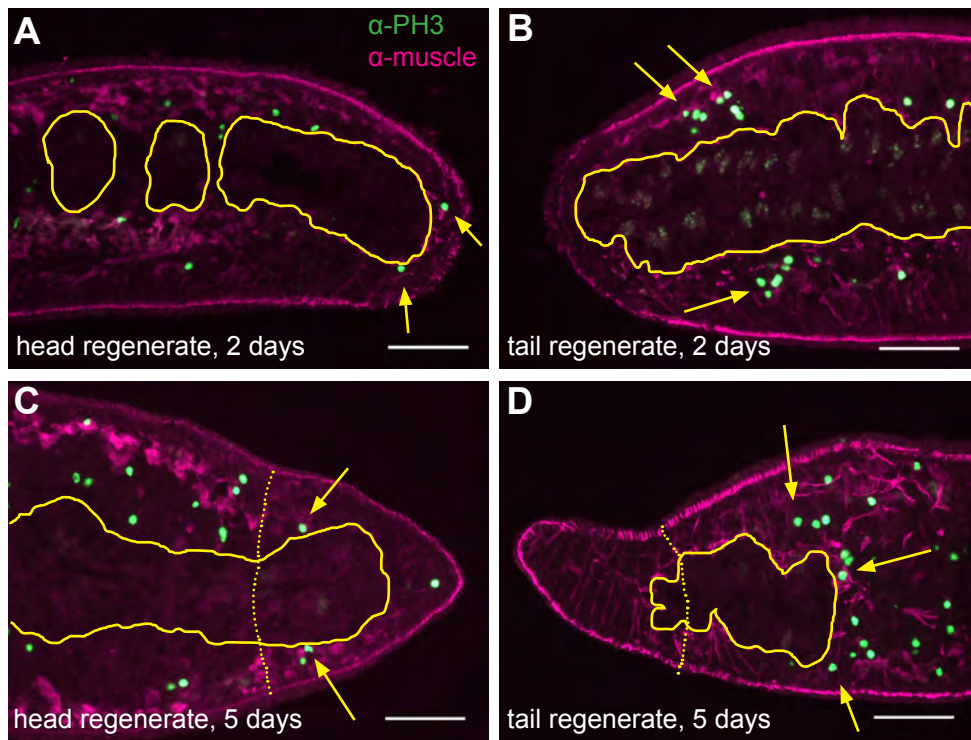 A
α-PH3
α-muscle
head regenerate, 2 days
B
tail regenerate, 2 days
C
head regenerate, 5 days
D
tail regenerate, 5 days